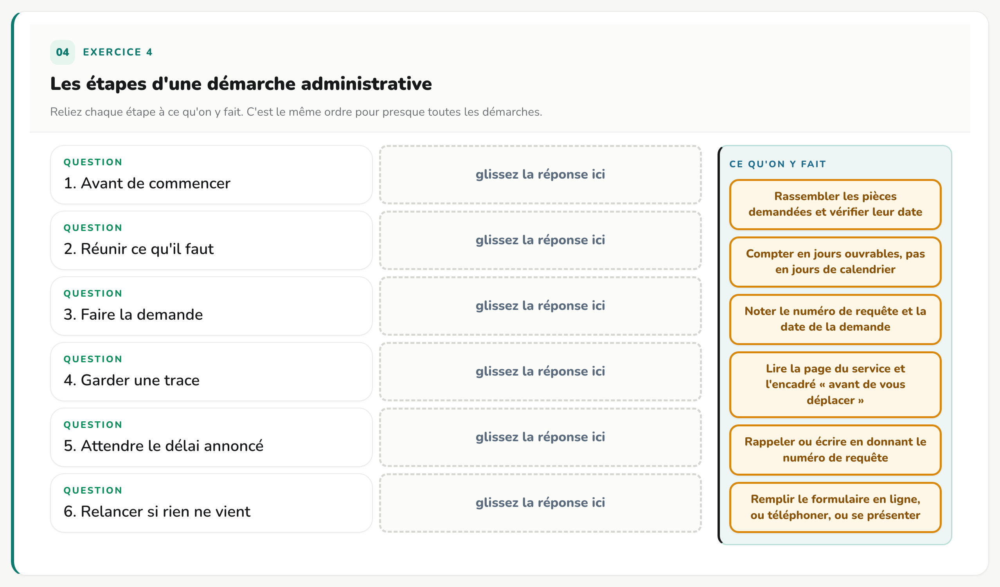 04 EXERCICE 4
Les étapes d'une démarche administrative
Reliez chaque étape à ce qu'on y fait. C'est le même ordre pour presque toutes les démarches.
QUESTION
1. Avant de commencer
glissez la réponse ici
QUESTION
2. Réunir ce qu'il faut
glissez la réponse ici
QUESTION
3. Faire la demande
glissez la réponse ici
QUESTION
4. Garder une trace
glissez la réponse ici
QUESTION
5. Attendre le délai annoncé
glissez la réponse ici
QUESTION
6. Relancer si rien ne vient
glissez la réponse ici
CE QU'ON Y FAIT
Rassembler les pièces
demandées et vérifier leur date
Compter en jours ouvrables, pas
en jours de calendrier
Noter le numéro de requête et la
date de la demande
Lire la page du service et
l'encadré « avant de vous
déplacer »
Rappeler ou écrire en donnant le
numéro de requête
Remplir le formulaire en ligne,
ou téléphoner, ou se présenter